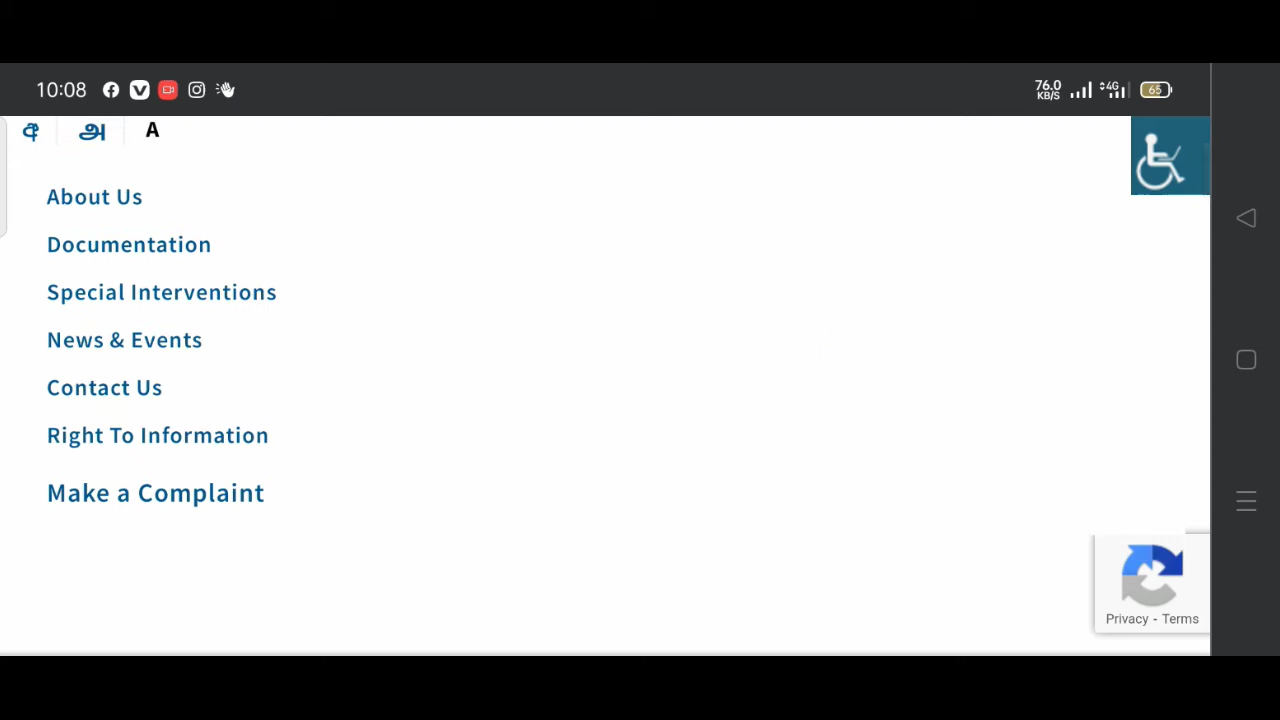 10:08 76.0 KB/S 4G 65
අ அ A
About Us
Documentation
Special Interventions
News & Events
Contact Us
Right To Information
Make a Complaint
Privacy - Terms